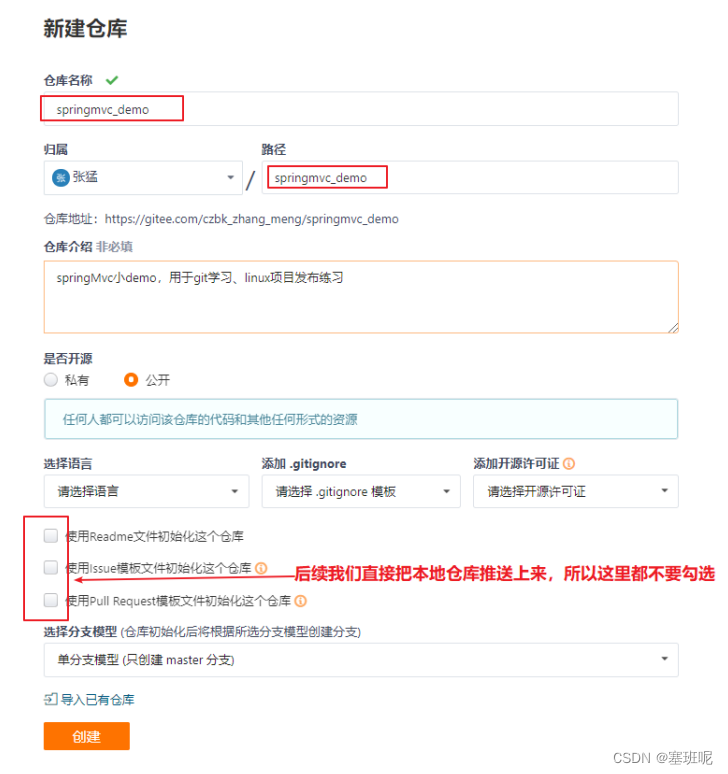 新建仓库
仓库名称
springmvc_demo
归属 路径
张 张猛 / springmvc_demo
仓库地址：https://gitee.com/czbk_zhang_meng/springmvc_demo
仓库介绍 非必填
springMvc小demo，用于git学习、linux项目发布练习
是否开源
私有 公开
任何人都可以访问该仓库的代码和其他任何形式的资源
选择语言 添加 .gitignore 添加开源许可证
请选择语言 请选择 .gitignore 模板 请选择开源许可证
使用Readme文件初始化这个仓库
使用Issue模板文件初始化这个仓库
后续我们直接把本地仓库推送上来，所以这里都不要勾选
使用Pull Request模板文件初始化这个仓库
选择分支模型 (仓库初始化后将根据所选分支模型创建分支)
单分支模型 (只创建 master 分支)
导入已有仓库
创建
CSDN @塞班呢